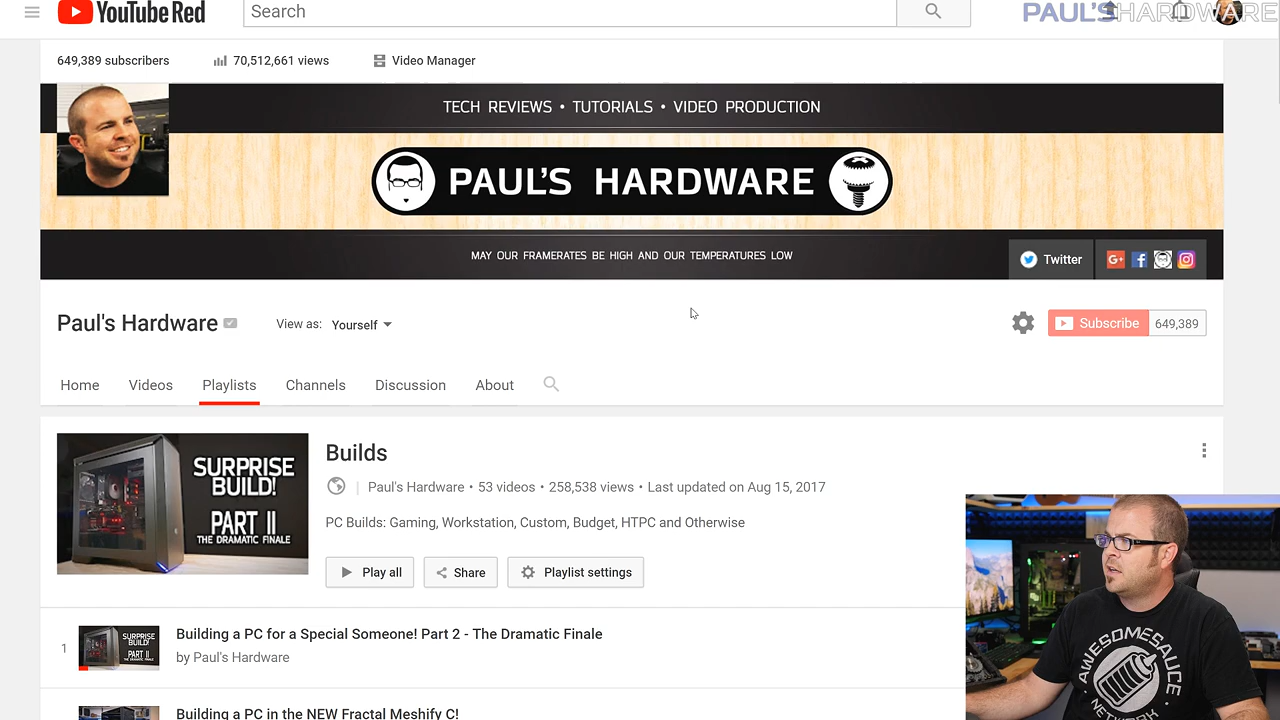 YouTube Red
Search
PAUL'S HARDWARE
649,389 subscribers
70,512,661 views
Video Manager
TECH REVIEWS • TUTORIALS • VIDEO PRODUCTION
PAUL'S HARDWARE
MAY OUR FRAMERATES BE HIGH AND OUR TEMPERATURES LOW
Twitter
G+
Paul's Hardware
View as:
Yourself
Subscribe
649,389
Home
Videos
Playlists
Channels
Discussion
About
SURPRISE
BUILD!
PART II
THE DRAMATIC FINALE
Builds
Paul's Hardware • 53 videos • 258,538 views • Last updated on Aug 15, 2017
PC Builds: Gaming, Workstation, Custom, Budget, HTPC and Otherwise
Play all
Share
Playlist settings
1
SURPRISE
BUILD!
PART II
Building a PC for a Special Someone! Part 2 - The Dramatic Finale
by Paul's Hardware
Building a PC in the NEW Fractal Meshify C!
AWESOMESAUCE
NETWORK